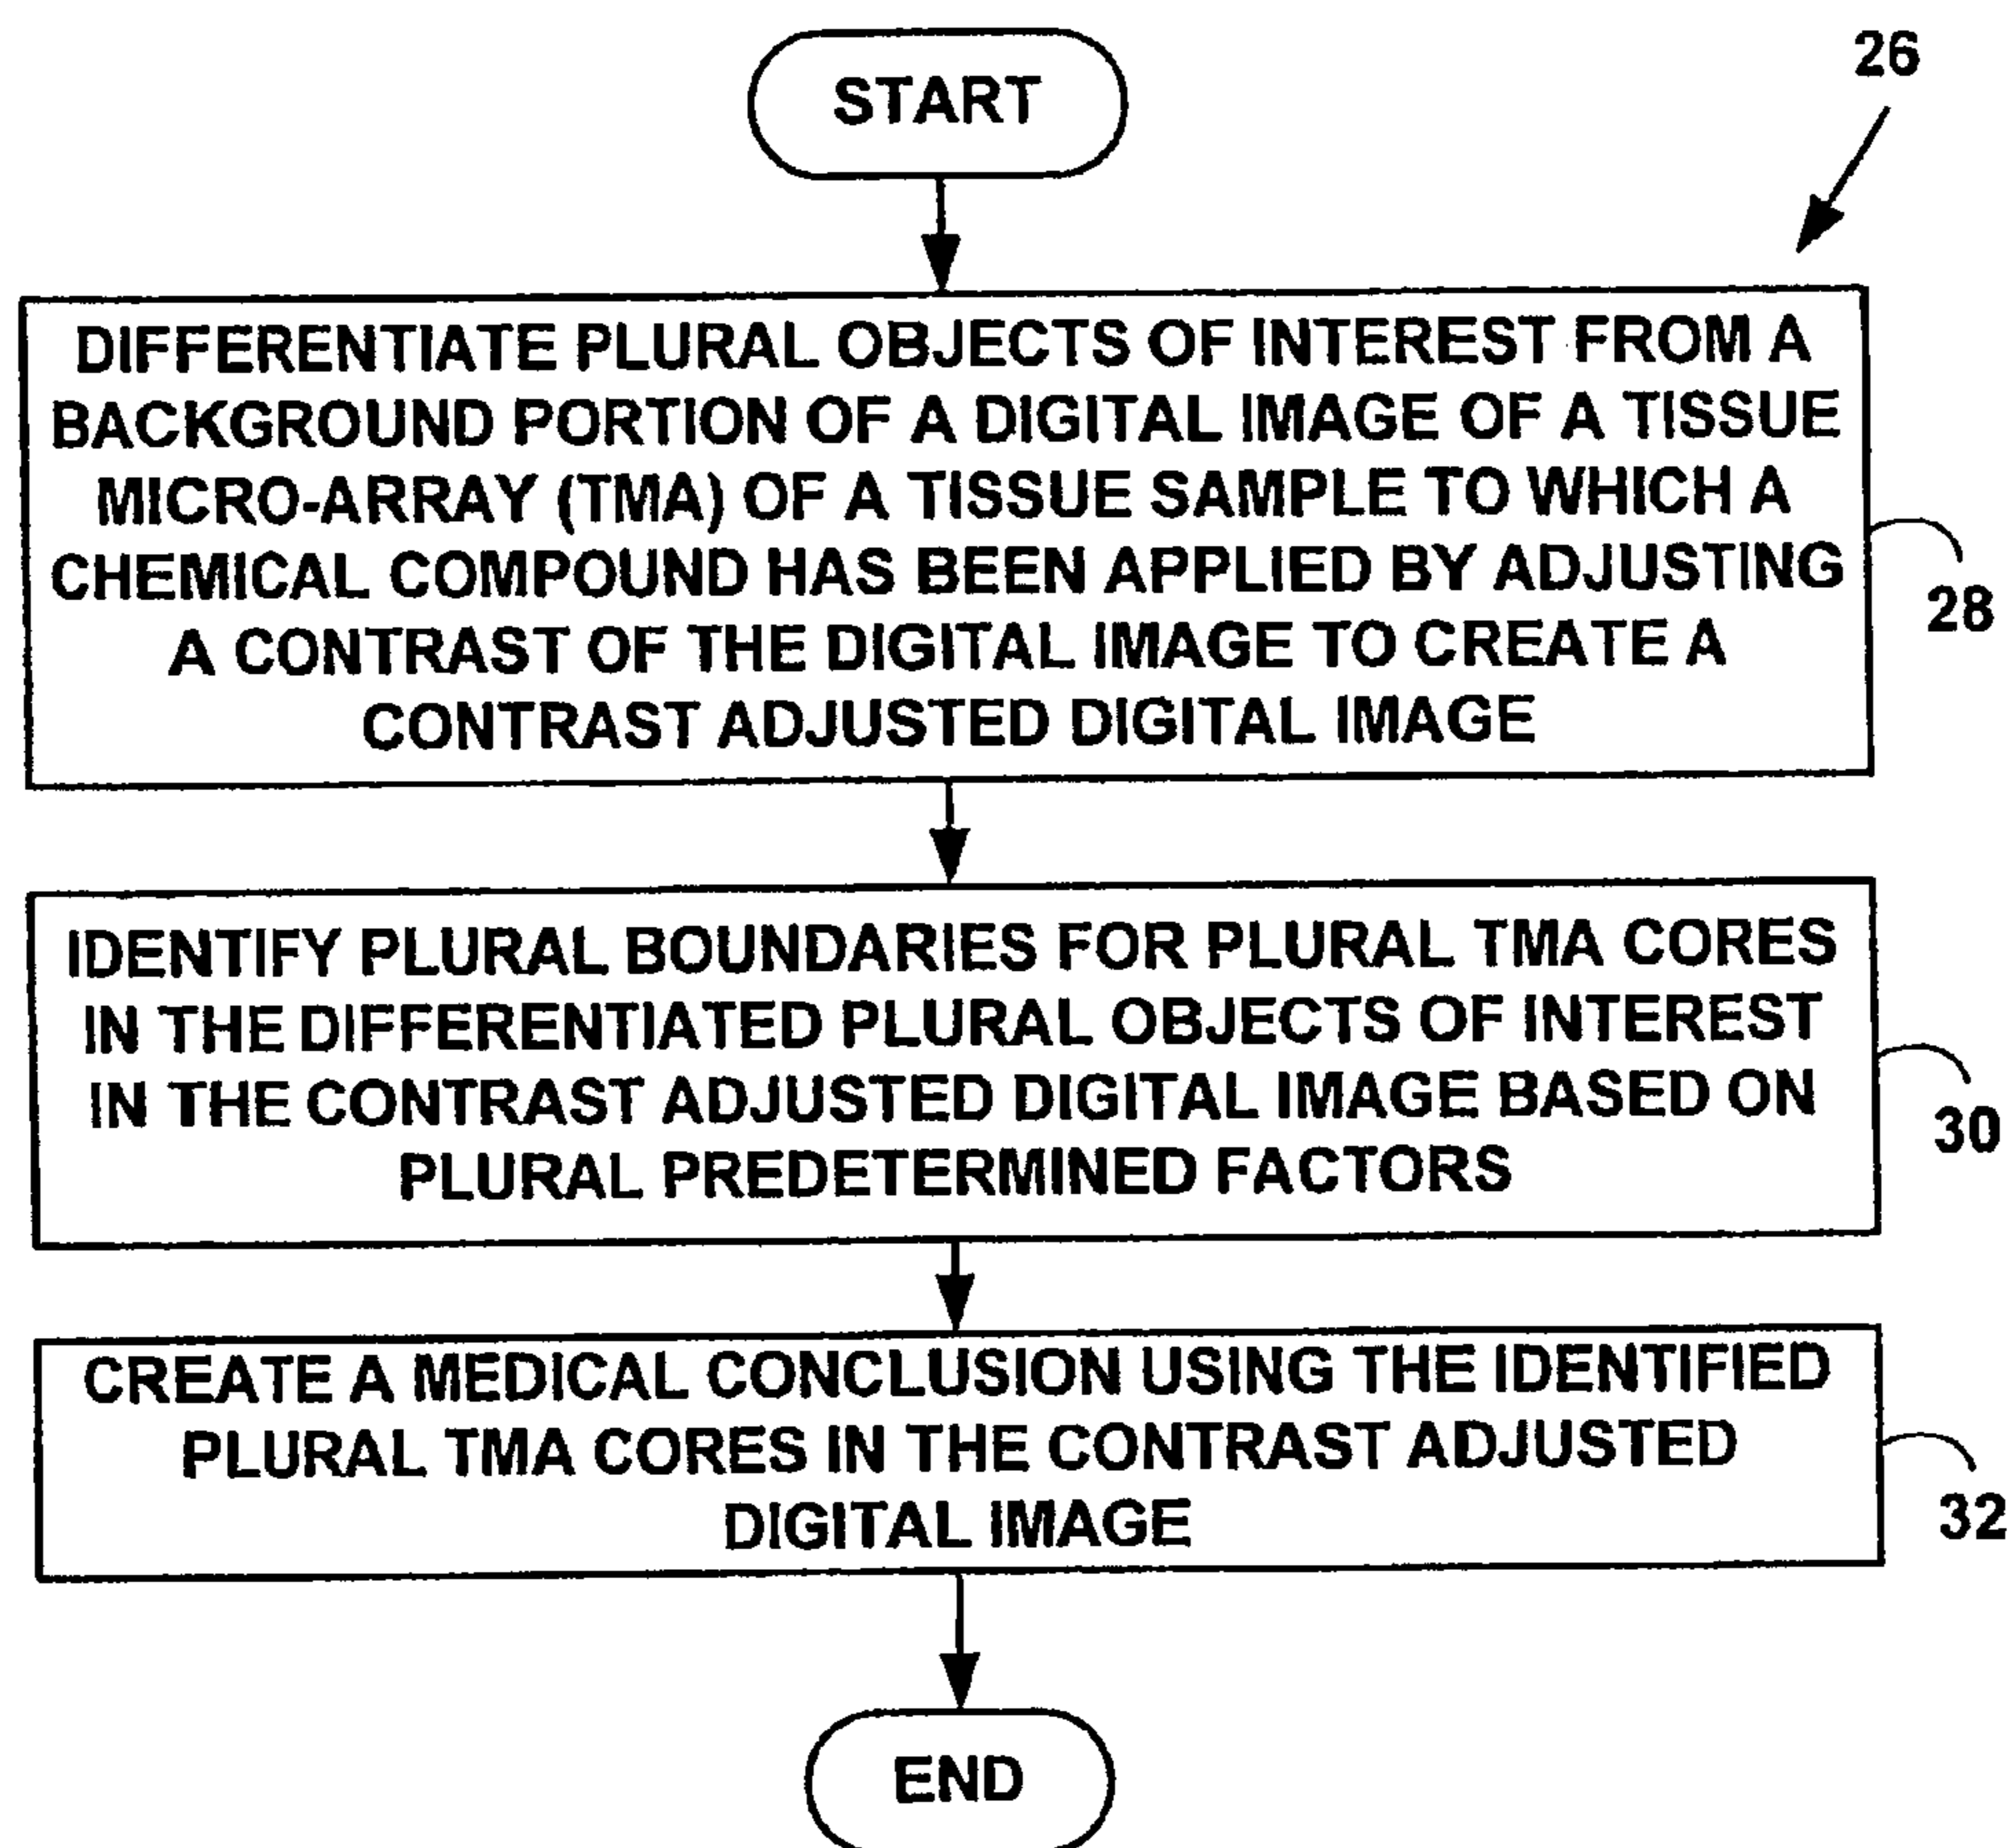 START
26
DIFFERENTIATE PLURAL OBJECTS OF INTEREST FROM A
BACKGROUND PORTION OF A DIGITAL IMAGE OF A TISSUE
MICRO-ARRAY (TMA) OF A TISSUE SAMPLE TO WHICH A
CHEMICAL COMPOUND HAS BEEN APPLIED BY ADJUSTING
A CONTRAST OF THE DIGITAL IMAGE TO CREATE A
CONTRAST ADJUSTED DIGITAL IMAGE
28
IDENTIFY PLURAL BOUNDARIES FOR PLURAL TMA CORES
IN THE DIFFERENTIATED PLURAL OBJECTS OF INTEREST
IN THE CONTRAST ADJUSTED DIGITAL IMAGE BASED ON
PLURAL PREDETERMINED FACTORS
30
CREATE A MEDICAL CONCLUSION USING THE IDENTIFIED
PLURAL TMA CORES IN THE CONTRAST ADJUSTED
DIGITAL IMAGE
32
END